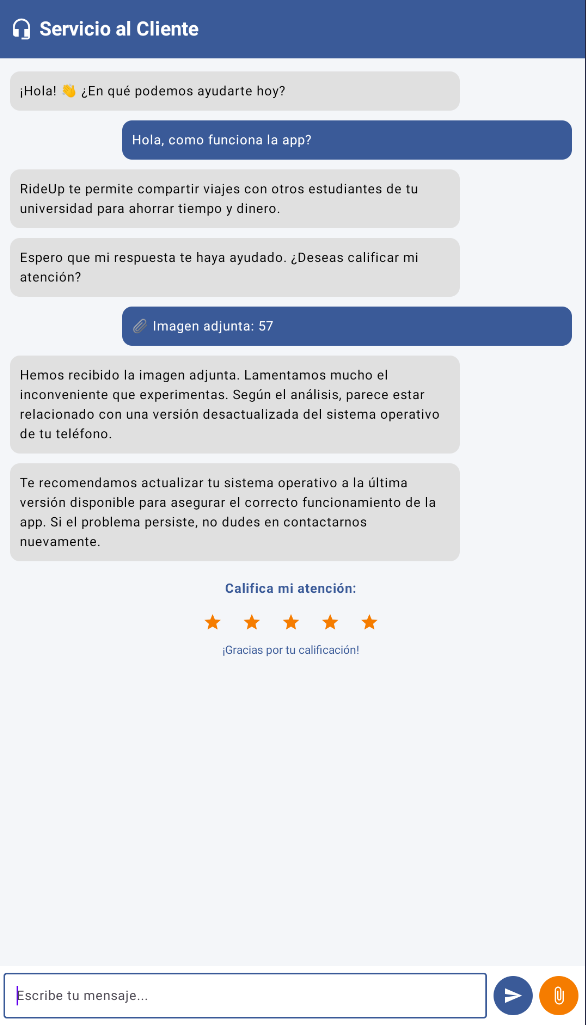 Servicio al Cliente
¡Hola! 👋 ¿En qué podemos ayudarte hoy?
Hola, como funciona la app?
RideUp te permite compartir viajes con otros estudiantes de tu
universidad para ahorrar tiempo y dinero.
Espero que mi respuesta te haya ayudado. ¿Deseas calificar mi
atención?
📎 Imagen adjunta: 57
Hemos recibido la imagen adjunta. Lamentamos mucho el
inconveniente que experimentas. Según el análisis, parece estar
relacionado con una versión desactualizada del sistema operativo
de tu teléfono.
Te recomendamos actualizar tu sistema operativo a la última
versión disponible para asegurar el correcto funcionamiento de la
app. Si el problema persiste, no dudes en contactarnos
nuevamente.
Califica mi atención:
¡Gracias por tu calificación!
Escribe tu mensaje...